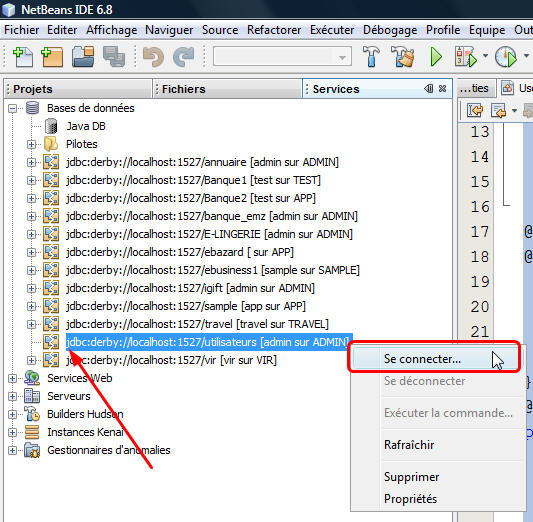 NetBeans IDE 6.8
Fichier Editer Affichage Naviguer Source Refactorer Exécuter Débogage Profile Equipe Out
Projets Fichiers Services ...ties Use
Bases de données
Java DB
Pilotes
jdbc:derby://localhost:1527/annuaire [admin sur ADMIN]
jdbc:derby://localhost:1527/Banque1 [test sur TEST]
jdbc:derby://localhost:1527/Banque2 [test sur APP]
jdbc:derby://localhost:1527/banque_emz [admin sur ADMIN]
jdbc:derby://localhost:1527/E-LINGERIE [admin sur ADMIN]
jdbc:derby://localhost:1527/ebazard [ sur APP]
jdbc:derby://localhost:1527/ebusiness1 [sample sur SAMPLE]
jdbc:derby://localhost:1527/igift [admin sur ADMIN]
jdbc:derby://localhost:1527/sample [app sur APP]
jdbc:derby://localhost:1527/travel [travel sur TRAVEL]
jdbc:derby://localhost:1527/utilisateurs [admin sur ADMIN]
jdbc:derby://localhost:1527/vir [vir sur VIR]
Services Web
Serveurs
Builders Hudson
Instances Kenai
Gestionnaires d'anomalies
13
14
15
16
17 @
18 @
19
20
21
}
@
Se connecter...
Se déconnecter
Exécuter la commande...
Rafraîchir
Supprimer
Propriétés